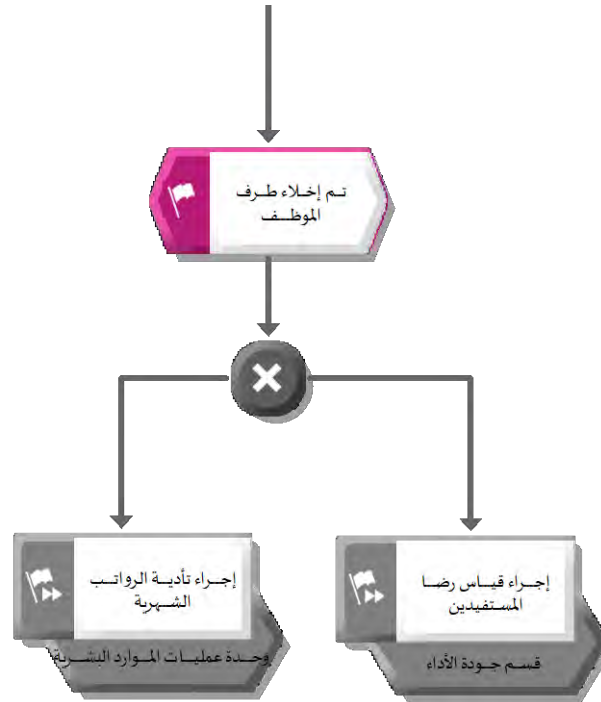 تم إخلاء طرف
الموظف
إجراء قياس رضا
المستفيدين
قسم جودة الأداء
إجراء تأدية الرواتب
الشهرية
وحدة عمليات الموارد البشرية